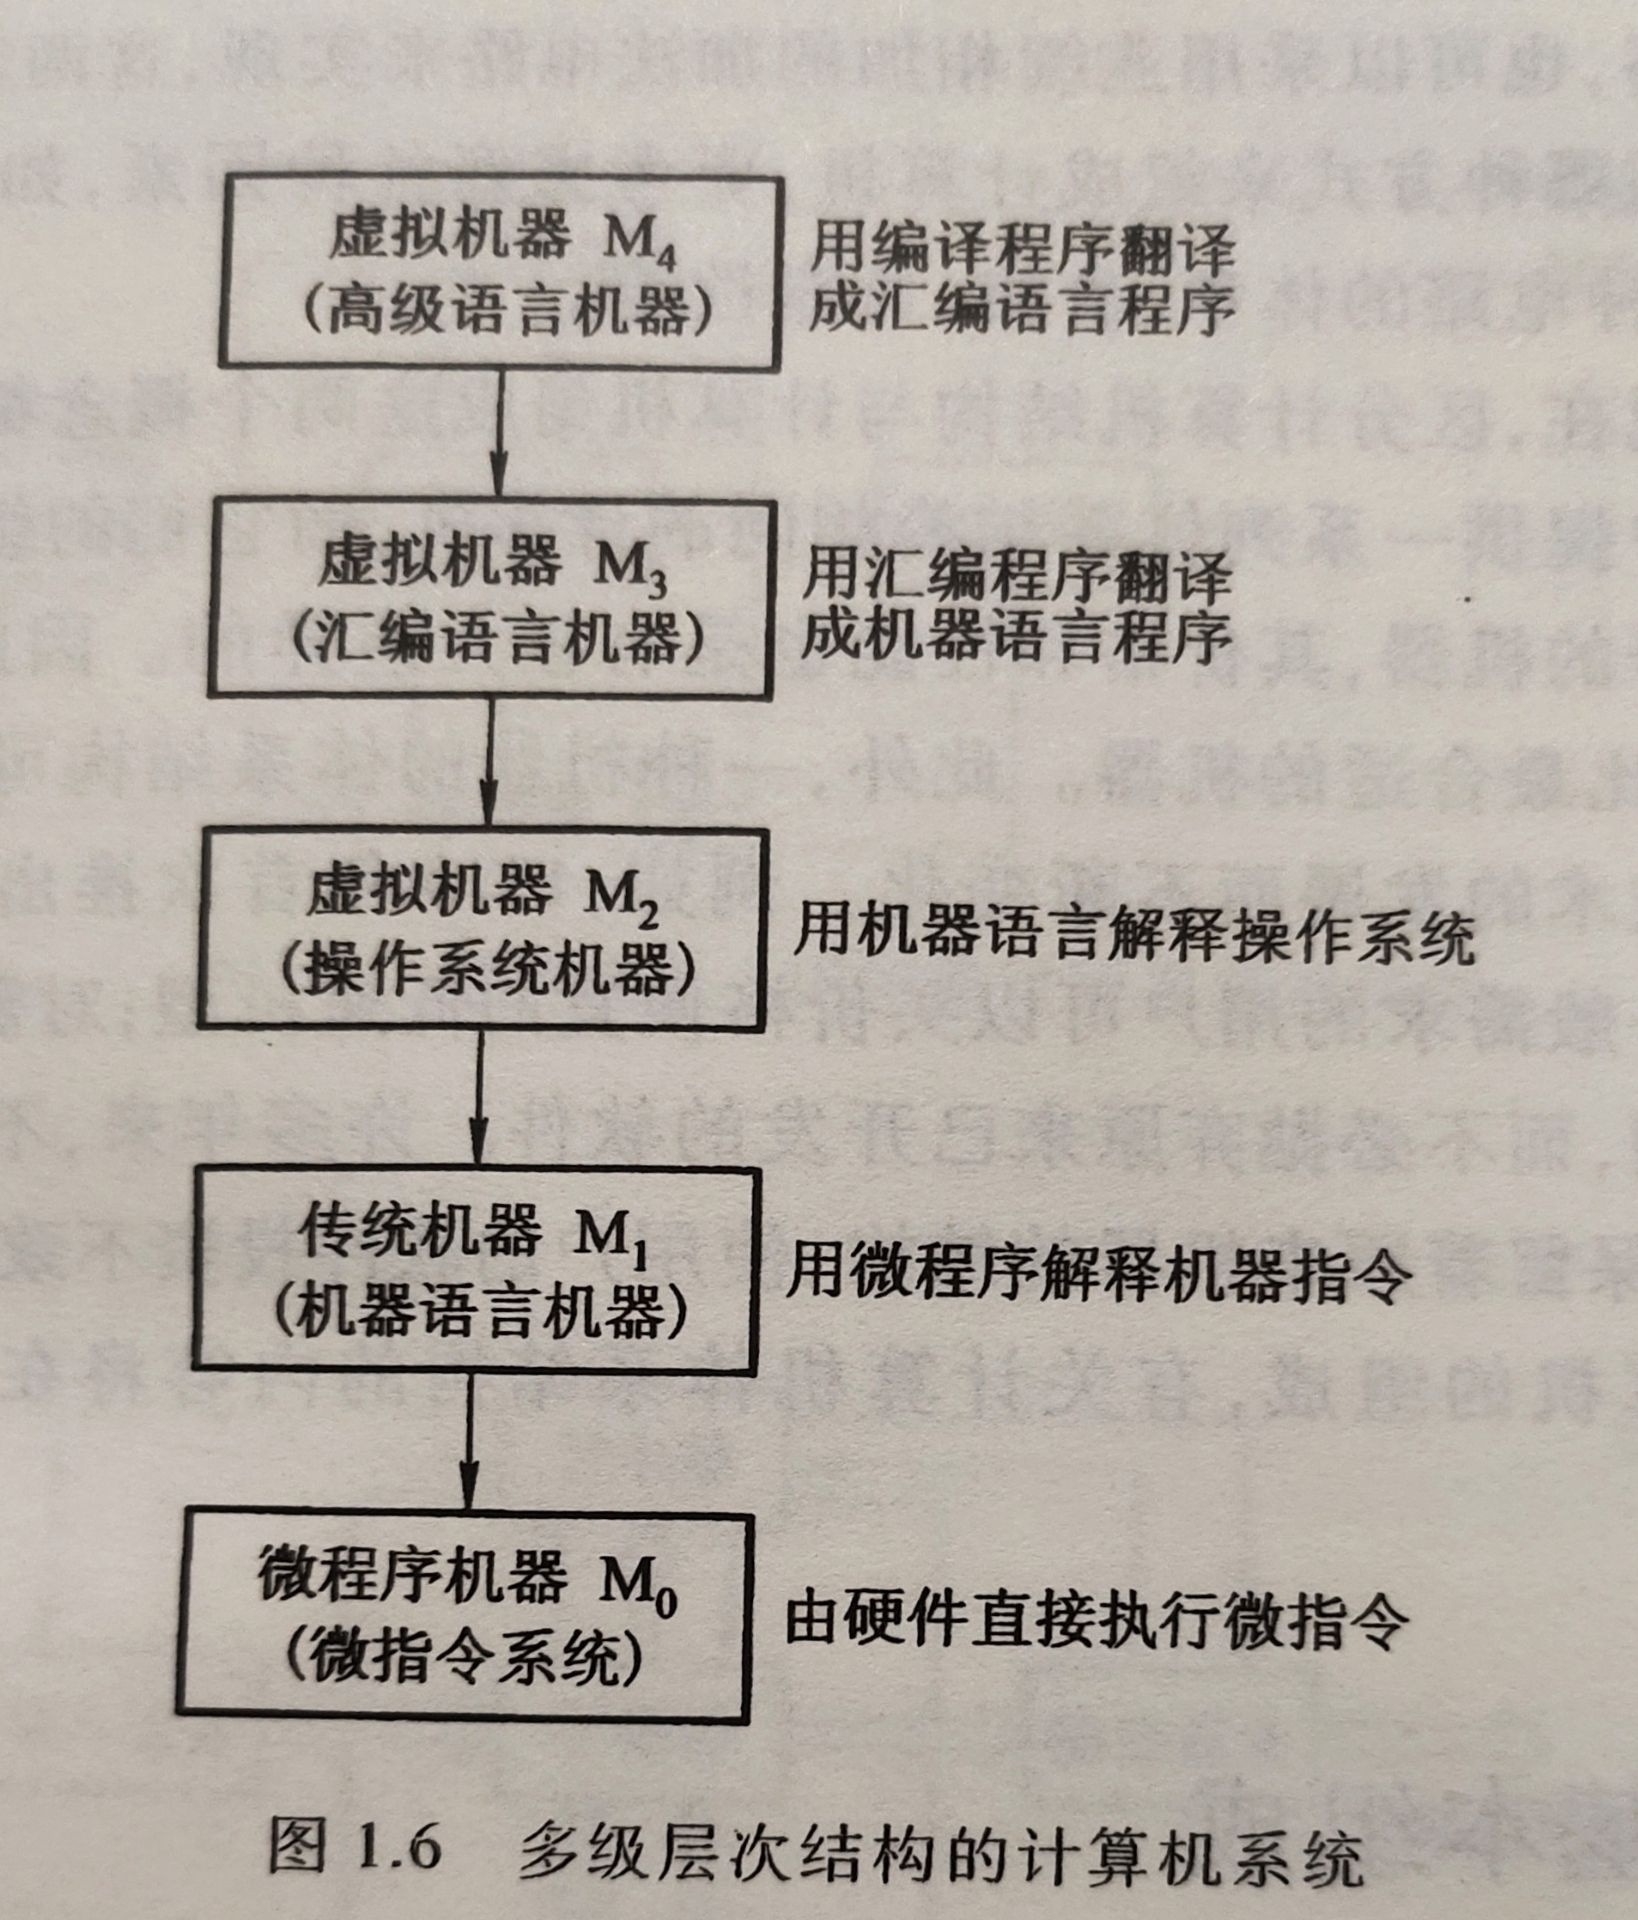 虚拟机器 M4
(高级语言机器)
用编译程序翻译
成汇编语言程序
虚拟机器 M3
(汇编语言机器)
用汇编程序翻译
成机器语言程序
虚拟机器 M2
(操作系统机器)
用机器语言解释操作系统
传统机器 M1
(机器语言机器)
用微程序解释机器指令
微程序机器 M0
(微指令系统)
由硬件直接执行微指令
图 1.6 多级层次结构的计算机系统